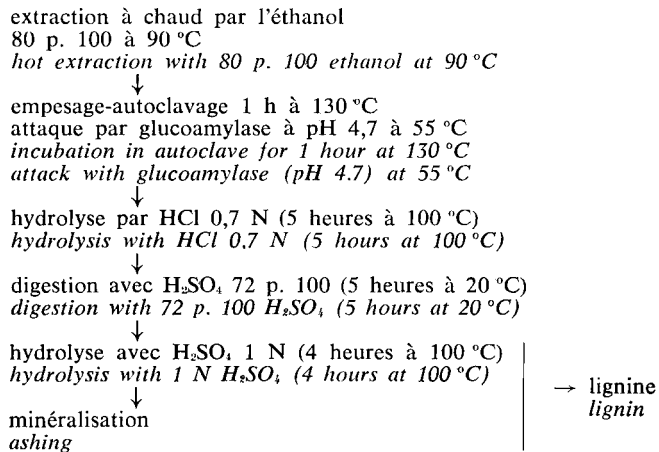 extraction à chaud par l'éthanol
80 p. 100 à 90 °C
hot extraction with 80 p. 100 ethanol at 90 °C
↓
empesage-autoclavage 1 h à 130 °C
attaque par glucoamylase à pH 4,7 à 55 °C
incubation in autoclave for 1 hour at 130 °C
attack with glucoamylase (pH 4.7) at 55 °C
↓
hydrolyse par HCl 0,7 N (5 heures à 100 °C)
hydrolysis with HCl 0,7 N (5 hours at 100 °C)
↓
digestion avec H₂SO₄ 72 p. 100 (5 heures à 20 °C)
digestion with 72 p. 100 H₂SO₄ (5 hours at 20 °C)
↓
hydrolyse avec H₂SO₄ 1 N (4 heures à 100 °C)
hydrolysis with 1 N H₂SO₄ (4 hours at 100 °C)
↓
minéralisation
ashing
→ lignine
lignin